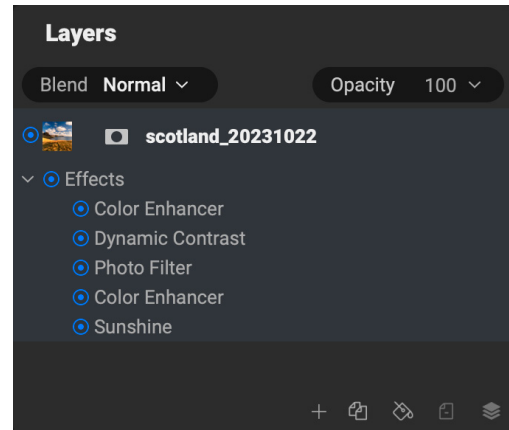 Layers
Blend Normal Opacity 100
scotland_20231022
Effects
Color Enhancer
Dynamic Contrast
Photo Filter
Color Enhancer
Sunshine